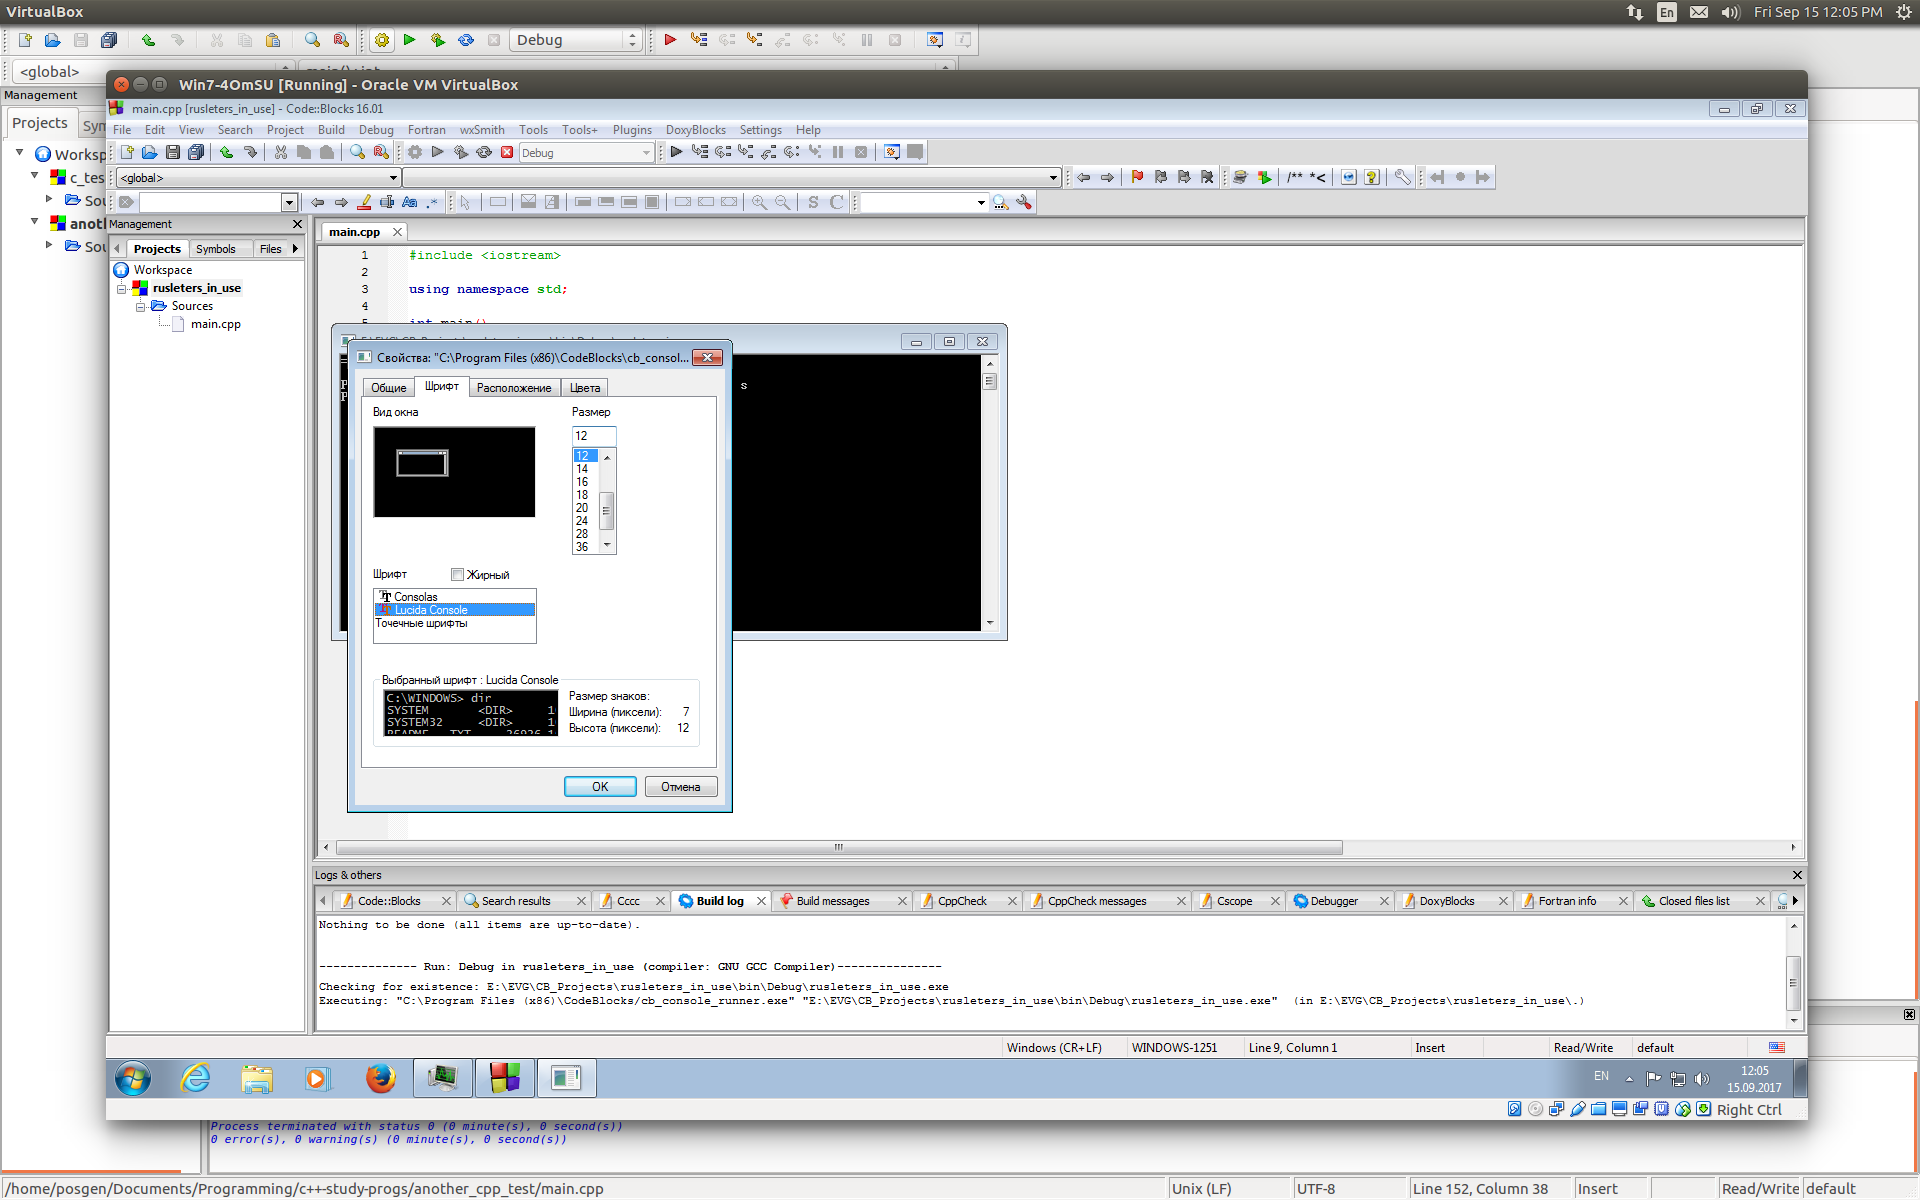 VirtualBox
En
Fri Sep 15 12:05 PM
Debug
<global>
Management
Projects
Worksp
c_tes
Sou
anoth
Sou
Win7-4OmSU [Running] - Oracle VM VirtualBox
main.cpp [rusleters_in_use] - Code::Blocks 16.01
File Edit View Search Project Build Debug Fortran wxSmith Tools Tools+ Plugins DoxyBlocks Settings Help
Debug
<global>
/** *<
Management
Projects Symbols Files
Workspace
rusleters_in_use
Sources
main.cpp
main.cpp
1 #include <iostream>
2
3 using namespace std;
4
5 int main()
Свойства: "C:\Program Files (x86)\CodeBlocks\cb_consol...
Общие Шрифт Расположение Цвета
Вид окна Размер
12
12
14
16
18
20
24
28
36
Шрифт Жирный
Consolas
Lucida Console
Точечные шрифты
Выбранный шрифт : Lucida Console
C:\WINDOWS> dir
SYSTEM <DIR> 1
SYSTEM32 <DIR> 1
README TXT 26926 1
Размер знаков:
Ширина (пиксели): 7
Высота (пиксели): 12
OK Отмена
s
Logs & others
Code::Blocks Search results Cccc Build log Build messages CppCheck CppCheck messages Cscope Debugger DoxyBlocks Fortran info Closed files list
Nothing to be done (all items are up-to-date).
-------------- Run: Debug in rusleters_in_use (compiler: GNU GCC Compiler)---------------
Checking for existence: E:\EVG\CB_Projects\rusleters_in_use\bin\Debug\rusleters_in_use.exe
Executing: "C:\Program Files (x86)\CodeBlocks/cb_console_runner.exe" "E:\EVG\CB_Projects\rusleters_in_use\bin\Debug\rusleters_in_use.exe" (in E:\EVG\CB_Projects\rusleters_in_use\.)
Windows (CR+LF) WINDOWS-1251 Line 9, Column 1 Insert Read/Write default
EN
12:05
15.09.2017
Right Ctrl
Process terminated with status 0 (0 minute(s), 0 second(s))
0 error(s), 0 warning(s) (0 minute(s), 0 second(s))
/home/posgen/Documents/Programming/c++-study-progs/another_cpp_test/main.cpp Unix (LF) UTF-8 Line 152, Column 38 Insert Read/Write default